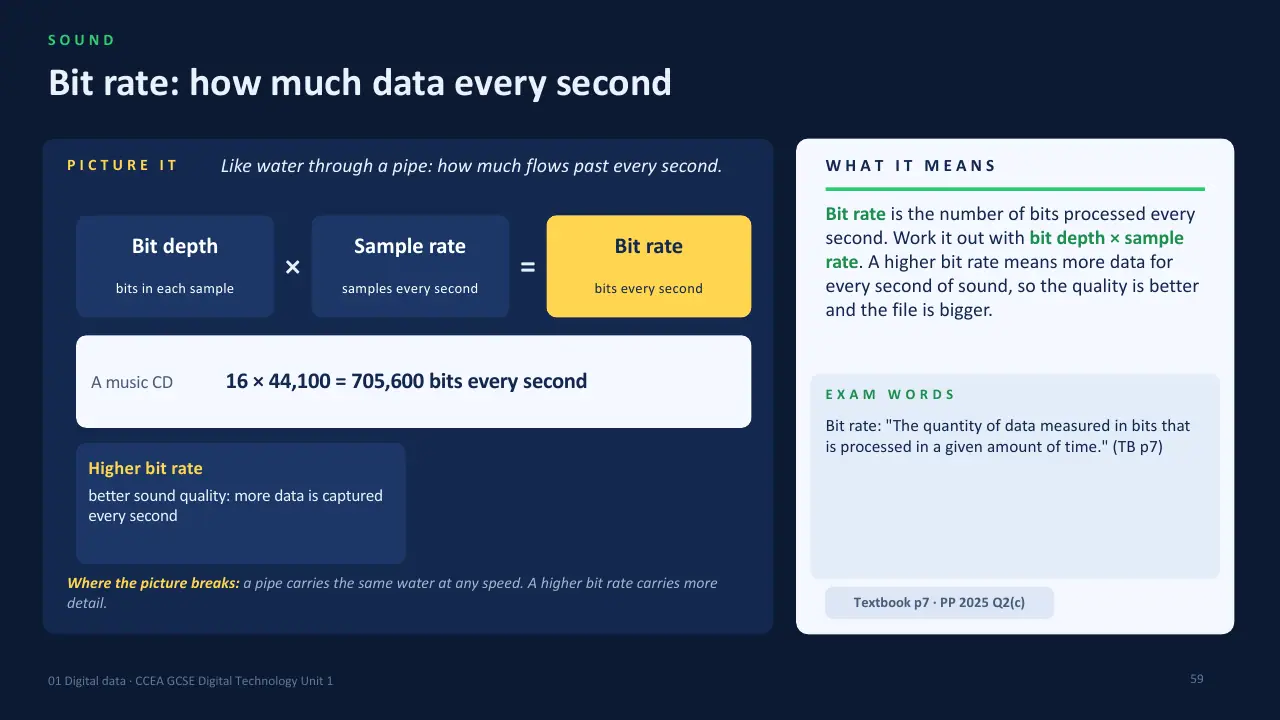 SOUND
Bit rate: how much data every second
PICTURE IT
Like water through a pipe: how much flows past every second.
Bit depth
bits in each sample
×
Sample rate
samples every second
=
Bit rate
bits every second
A music CD
16 × 44,100 = 705,600 bits every second
Higher bit rate
better sound quality: more data is captured
every second
Where the picture breaks: a pipe carries the same water at any speed. A higher bit rate carries more
detail.
WHAT IT MEANS
Bit rate is the number of bits processed every
second. Work it out with bit depth × sample
rate. A higher bit rate means more data for
every second of sound, so the quality is better
and the file is bigger.
EXAM WORDS
Bit rate: "The quantity of data measured in bits that
is processed in a given amount of time." (TB p7)
Textbook p7 · PP 2025 Q2(c)
01 Digital data · CCEA GCSE Digital Technology Unit 1
59